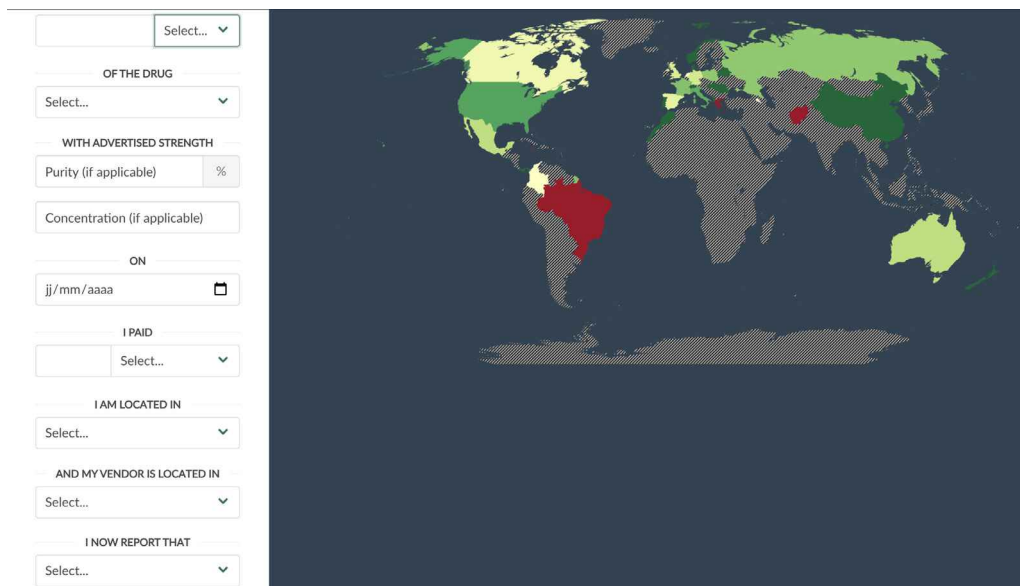 Select...
OF THE DRUG
Select...
WITH ADVERTISED STRENGTH
Purity (if applicable) %
Concentration (if applicable)
ON
jj/mm/aaaa
I PAID
Select...
I AM LOCATED IN
Select...
AND MY VENDOR IS LOCATED IN
Select...
I NOW REPORT THAT
Select...